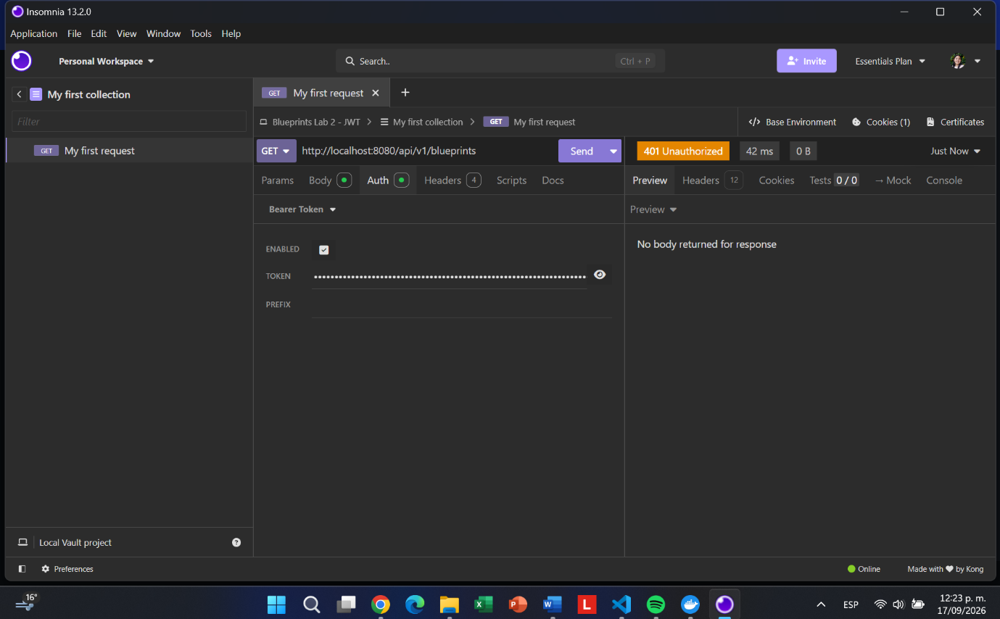 Insomnia 13.2.0
Application File Edit View Window Tools Help
Personal Workspace
Search..
Ctrl + P
Invite
Essentials Plan
My first collection
GET My first request
Filter
Blueprints Lab 2 - JWT > My first collection > GET My first request
Base Environment
Cookies (1)
Certificates
GET My first request
GET http://localhost:8080/api/v1/blueprints
Send
401 Unauthorized
42 ms
0 B
Just Now
Params Body Auth Headers 4 Scripts Docs
Preview Headers 12 Cookies Tests 0 / 0 → Mock Console
Bearer Token
Preview
ENABLED
TOKEN
PREFIX
No body returned for response
Local Vault project
Preferences
Online
Made with ♥ by Kong
16°
ESP
12:23 p. m.
17/09/2026